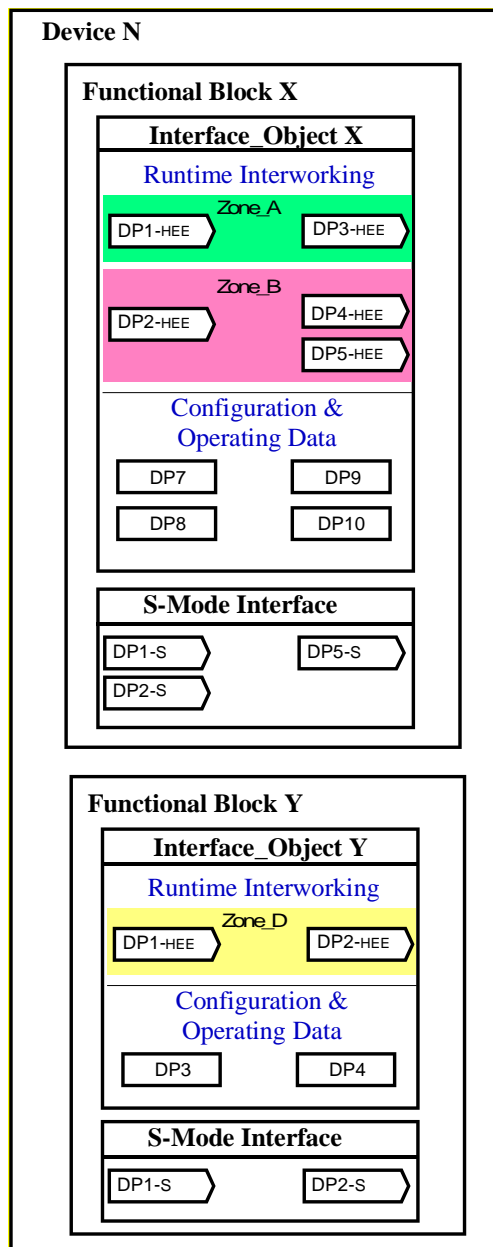 Device N
Functional Block X
Interface_Object X
Runtime Interworking
Zone_A
DP1-HEE DP3-HEE
Zone_B
DP2-HEE DP4-HEE
DP5-HEE
Configuration &
Operating Data
DP7 DP9
DP8 DP10
S-Mode Interface
DP1-S DP5-S
DP2-S
Functional Block Y
Interface_Object Y
Runtime Interworking
Zone_D
DP1-HEE DP2-HEE
Configuration &
Operating Data
DP3 DP4
S-Mode Interface
DP1-S DP2-S